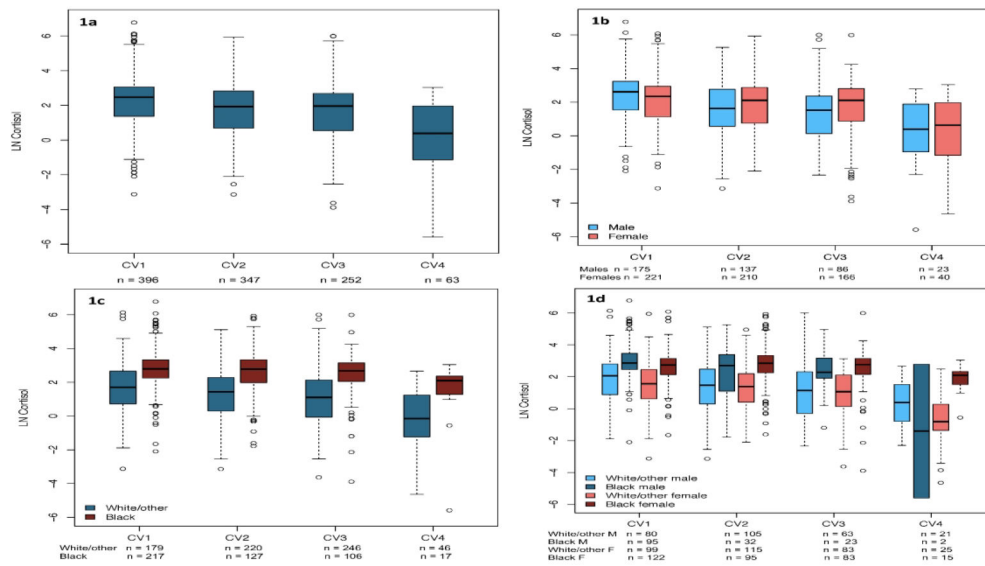 1a
LN Cortisol
6
4
2
0
-2
-4
-6
CV1 CV2 CV3 CV4
n = 396 n = 347 n = 252 n = 63
1b
LN Cortisol
6
4
2
0
-2
-4
-6
Male
Female
CV1 CV2 CV3 CV4
Males n = 175 n = 137 n = 86 n = 23
Females n = 221 n = 210 n = 166 n = 40
1c
LN Cortisol
6
4
2
0
-2
-4
-6
White/other
Black
CV1 CV2 CV3 CV4
White/other n = 179 n = 220 n = 246 n = 46
Black n = 217 n = 127 n = 106 n = 17
1d
LN Cortisol
6
4
2
0
-2
-4
-6
White/other male
Black male
White/other female
Black female
CV1 CV2 CV3 CV4
White/other M n = 80 n = 105 n = 63 n = 21
Black M n = 95 n = 32 n = 23 n = 2
White/other F n = 99 n = 115 n = 83 n = 25
Black F n = 122 n = 95 n = 83 n = 15